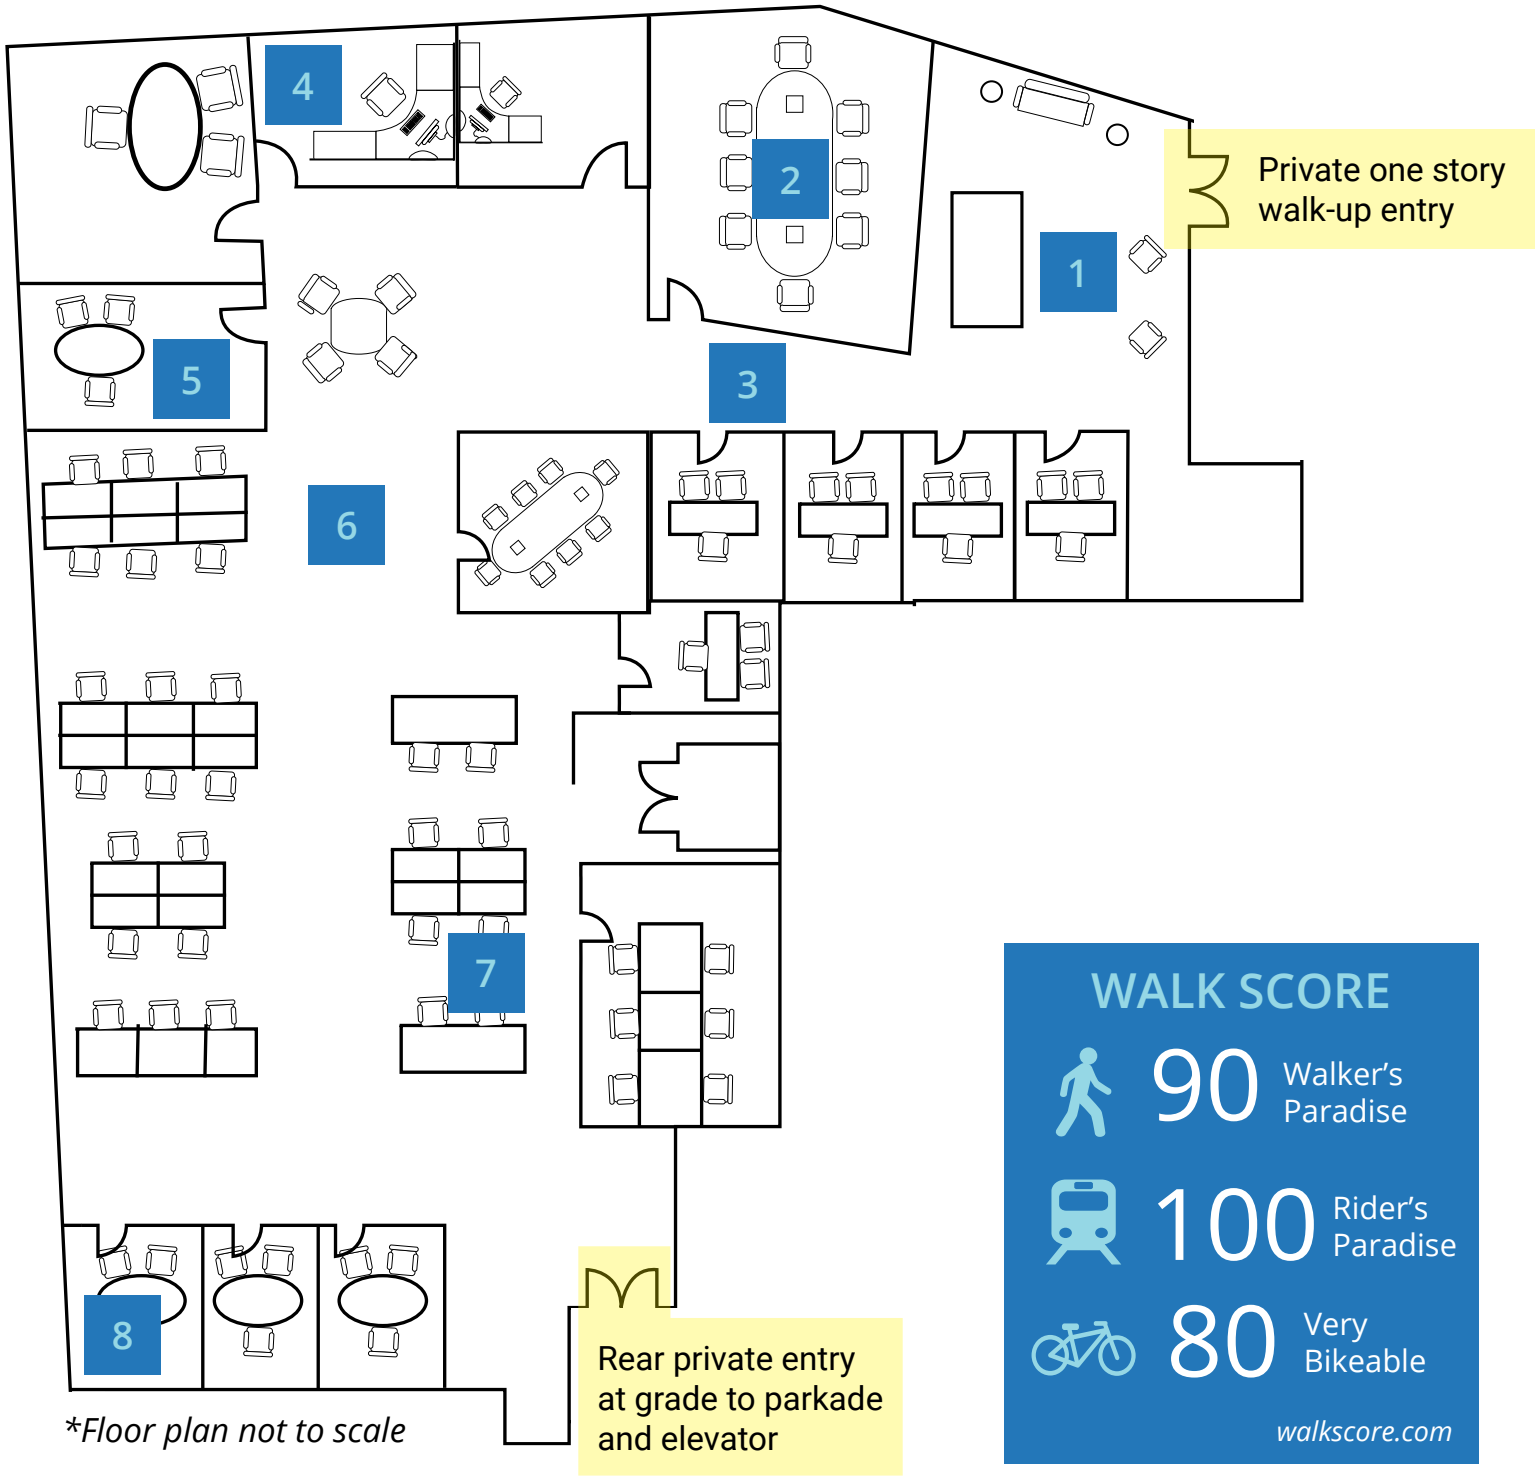 4
2
Private one story
walk-up entry
1
5
3
6
7
8
WALK SCORE
90 Walker’s
Paradise
100 Rider’s
Paradise
80 Very
Bikeable
walkscore.com
Rear private entry
at grade to parkade
and elevator
*Floor plan not to scale